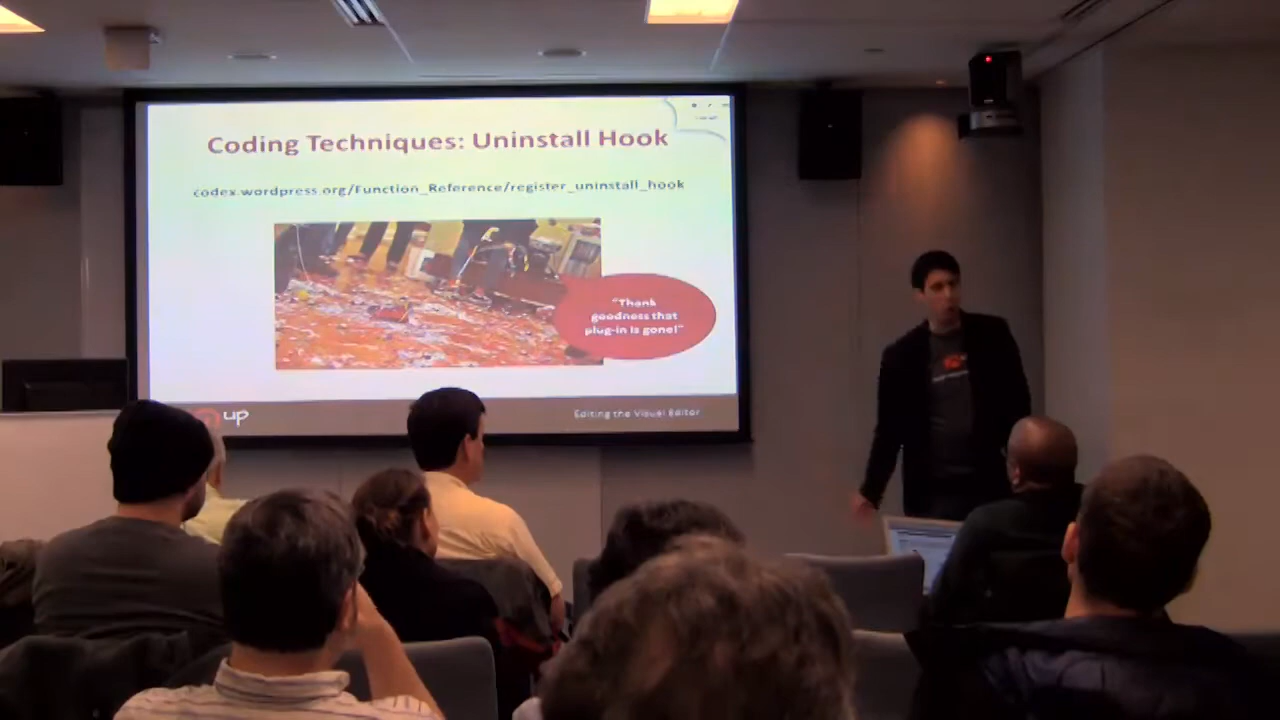 Coding Techniques: Uninstall Hook
codex.wordpress.org/Function_Reference/register_uninstall_hook
"Thank
goodness that
plug-in is gone!"
up
Editing the Visual Editor